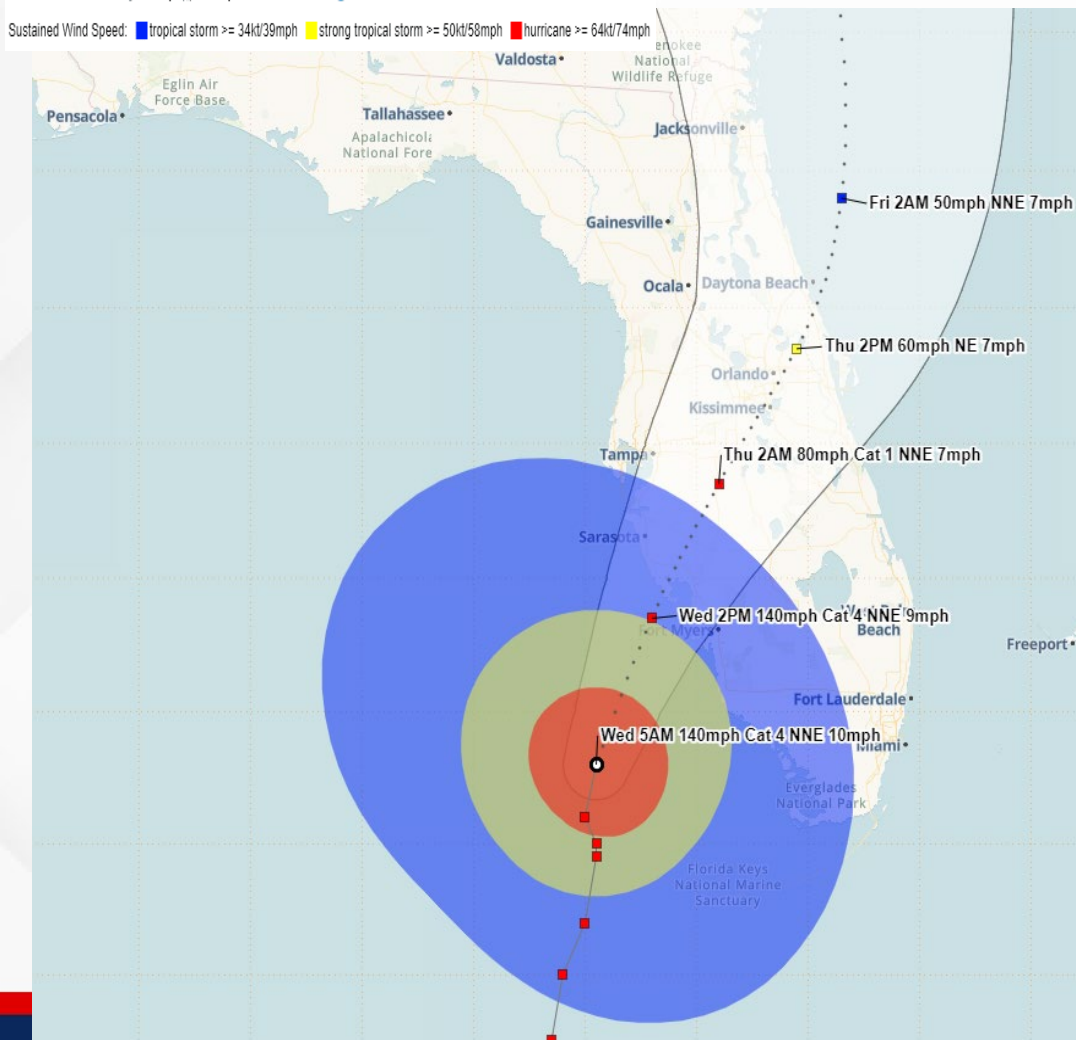 Sustained Wind Speed: tropical storm >= 34kt/39mph strong tropical storm >= 50kt/58mph hurricane >= 64kt/74mph
National
Wildlife Refuge
Valdosta
Eglin Air
Force Base
Pensacola
Tallahassee
Apalachicola
National Fore
Jacksonville
Fri 2AM 50mph NNE 7mph
Gainesville
Ocala
Daytona Beach
Thu 2PM 60mph NE 7mph
Orlando
Kissimmee
Tampa
Thu 2AM 80mph Cat 1 NNE 7mph
Sarasota
Wed 2PM 140mph Cat 4 NNE 9mph
Fort Myers
Beach
Freeport
Fort Lauderdale
Wed 5AM 140mph Cat 4 NNE 10mph
Miami
Everglades
National Park
Florida Keys
National Marine
Sanctuary